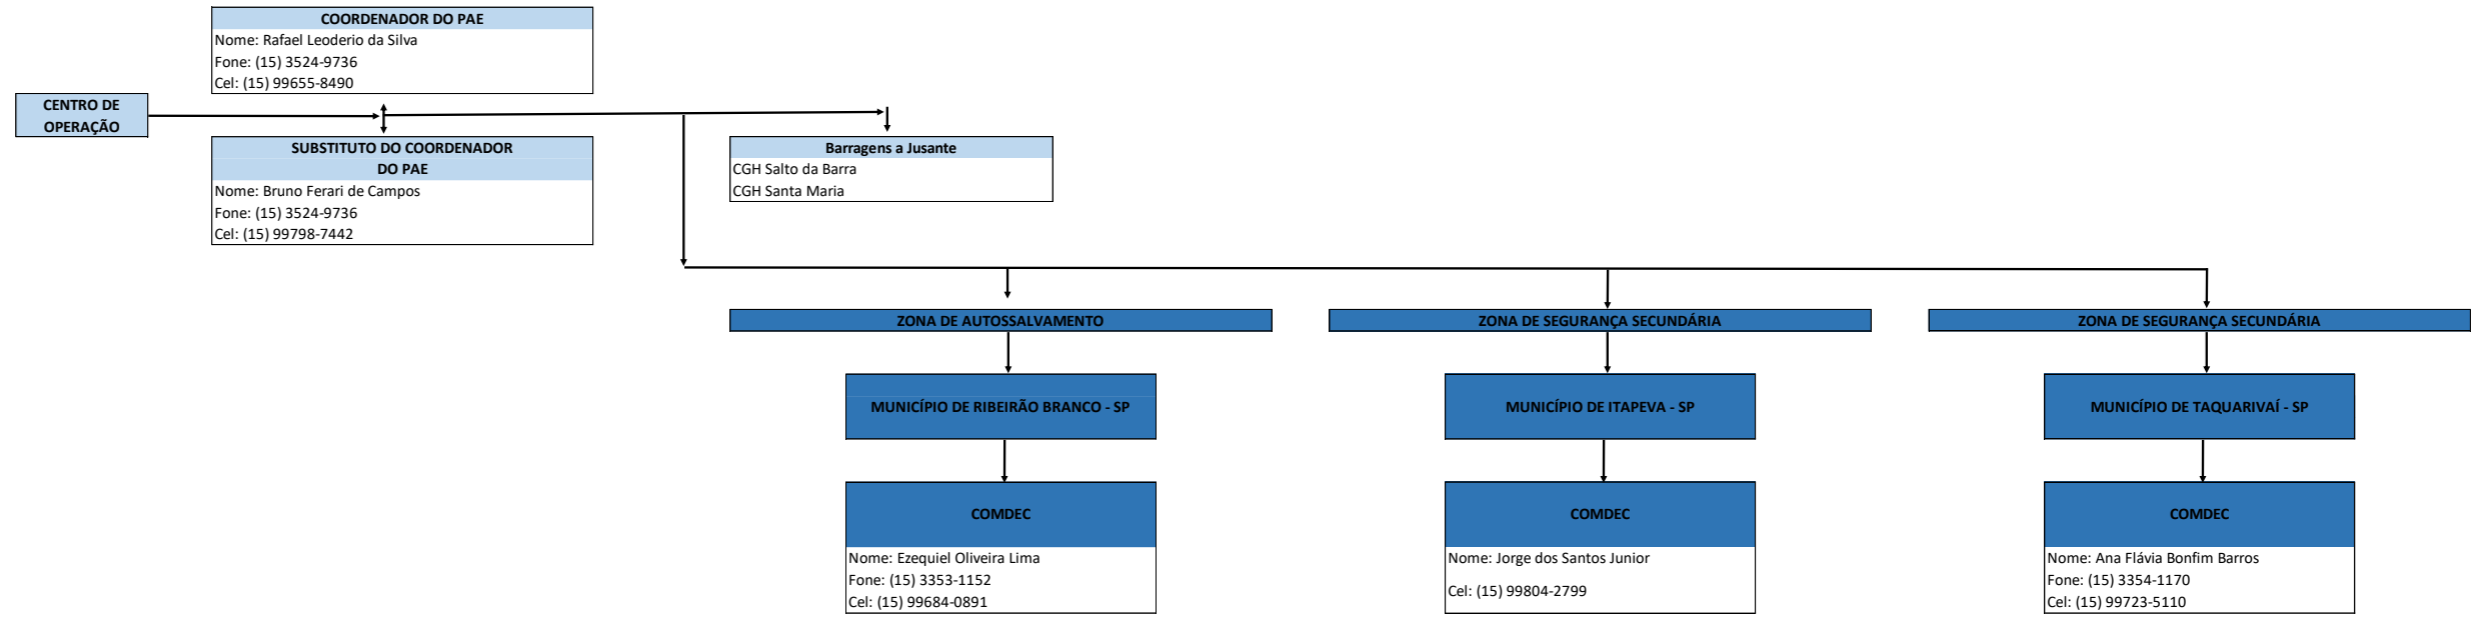 COORDENADOR DO PAE
Nome: Rafael Leoderio da Silva
Fone: (15) 3524-9736
Cel: (15) 99655-8490
CENTRO DE
OPERAÇÃO
SUBSTITUTO DO COORDENADOR
DO PAE
Nome: Bruno Ferari de Campos
Fone: (15) 3524-9736
Cel: (15) 99798-7442
Barragens a Jusante
CGH Salto da Barra
CGH Santa Maria
ZONA DE AUTOSSALVAMENTO
MUNICÍPIO DE RIBEIRÃO BRANCO - SP
COMDEC
Nome: Ezequiel Oliveira Lima
Fone: (15) 3353-1152
Cel: (15) 99684-0891
ZONA DE SEGURANÇA SECUNDÁRIA
MUNICÍPIO DE ITAPEVA - SP
COMDEC
Nome: Jorge dos Santos Junior
Cel: (15) 99804-2799
ZONA DE SEGURANÇA SECUNDÁRIA
MUNICÍPIO DE TAQUARIVAÍ - SP
COMDEC
Nome: Ana Flávia Bonfim Barros
Fone: (15) 3354-1170
Cel: (15) 99723-5110